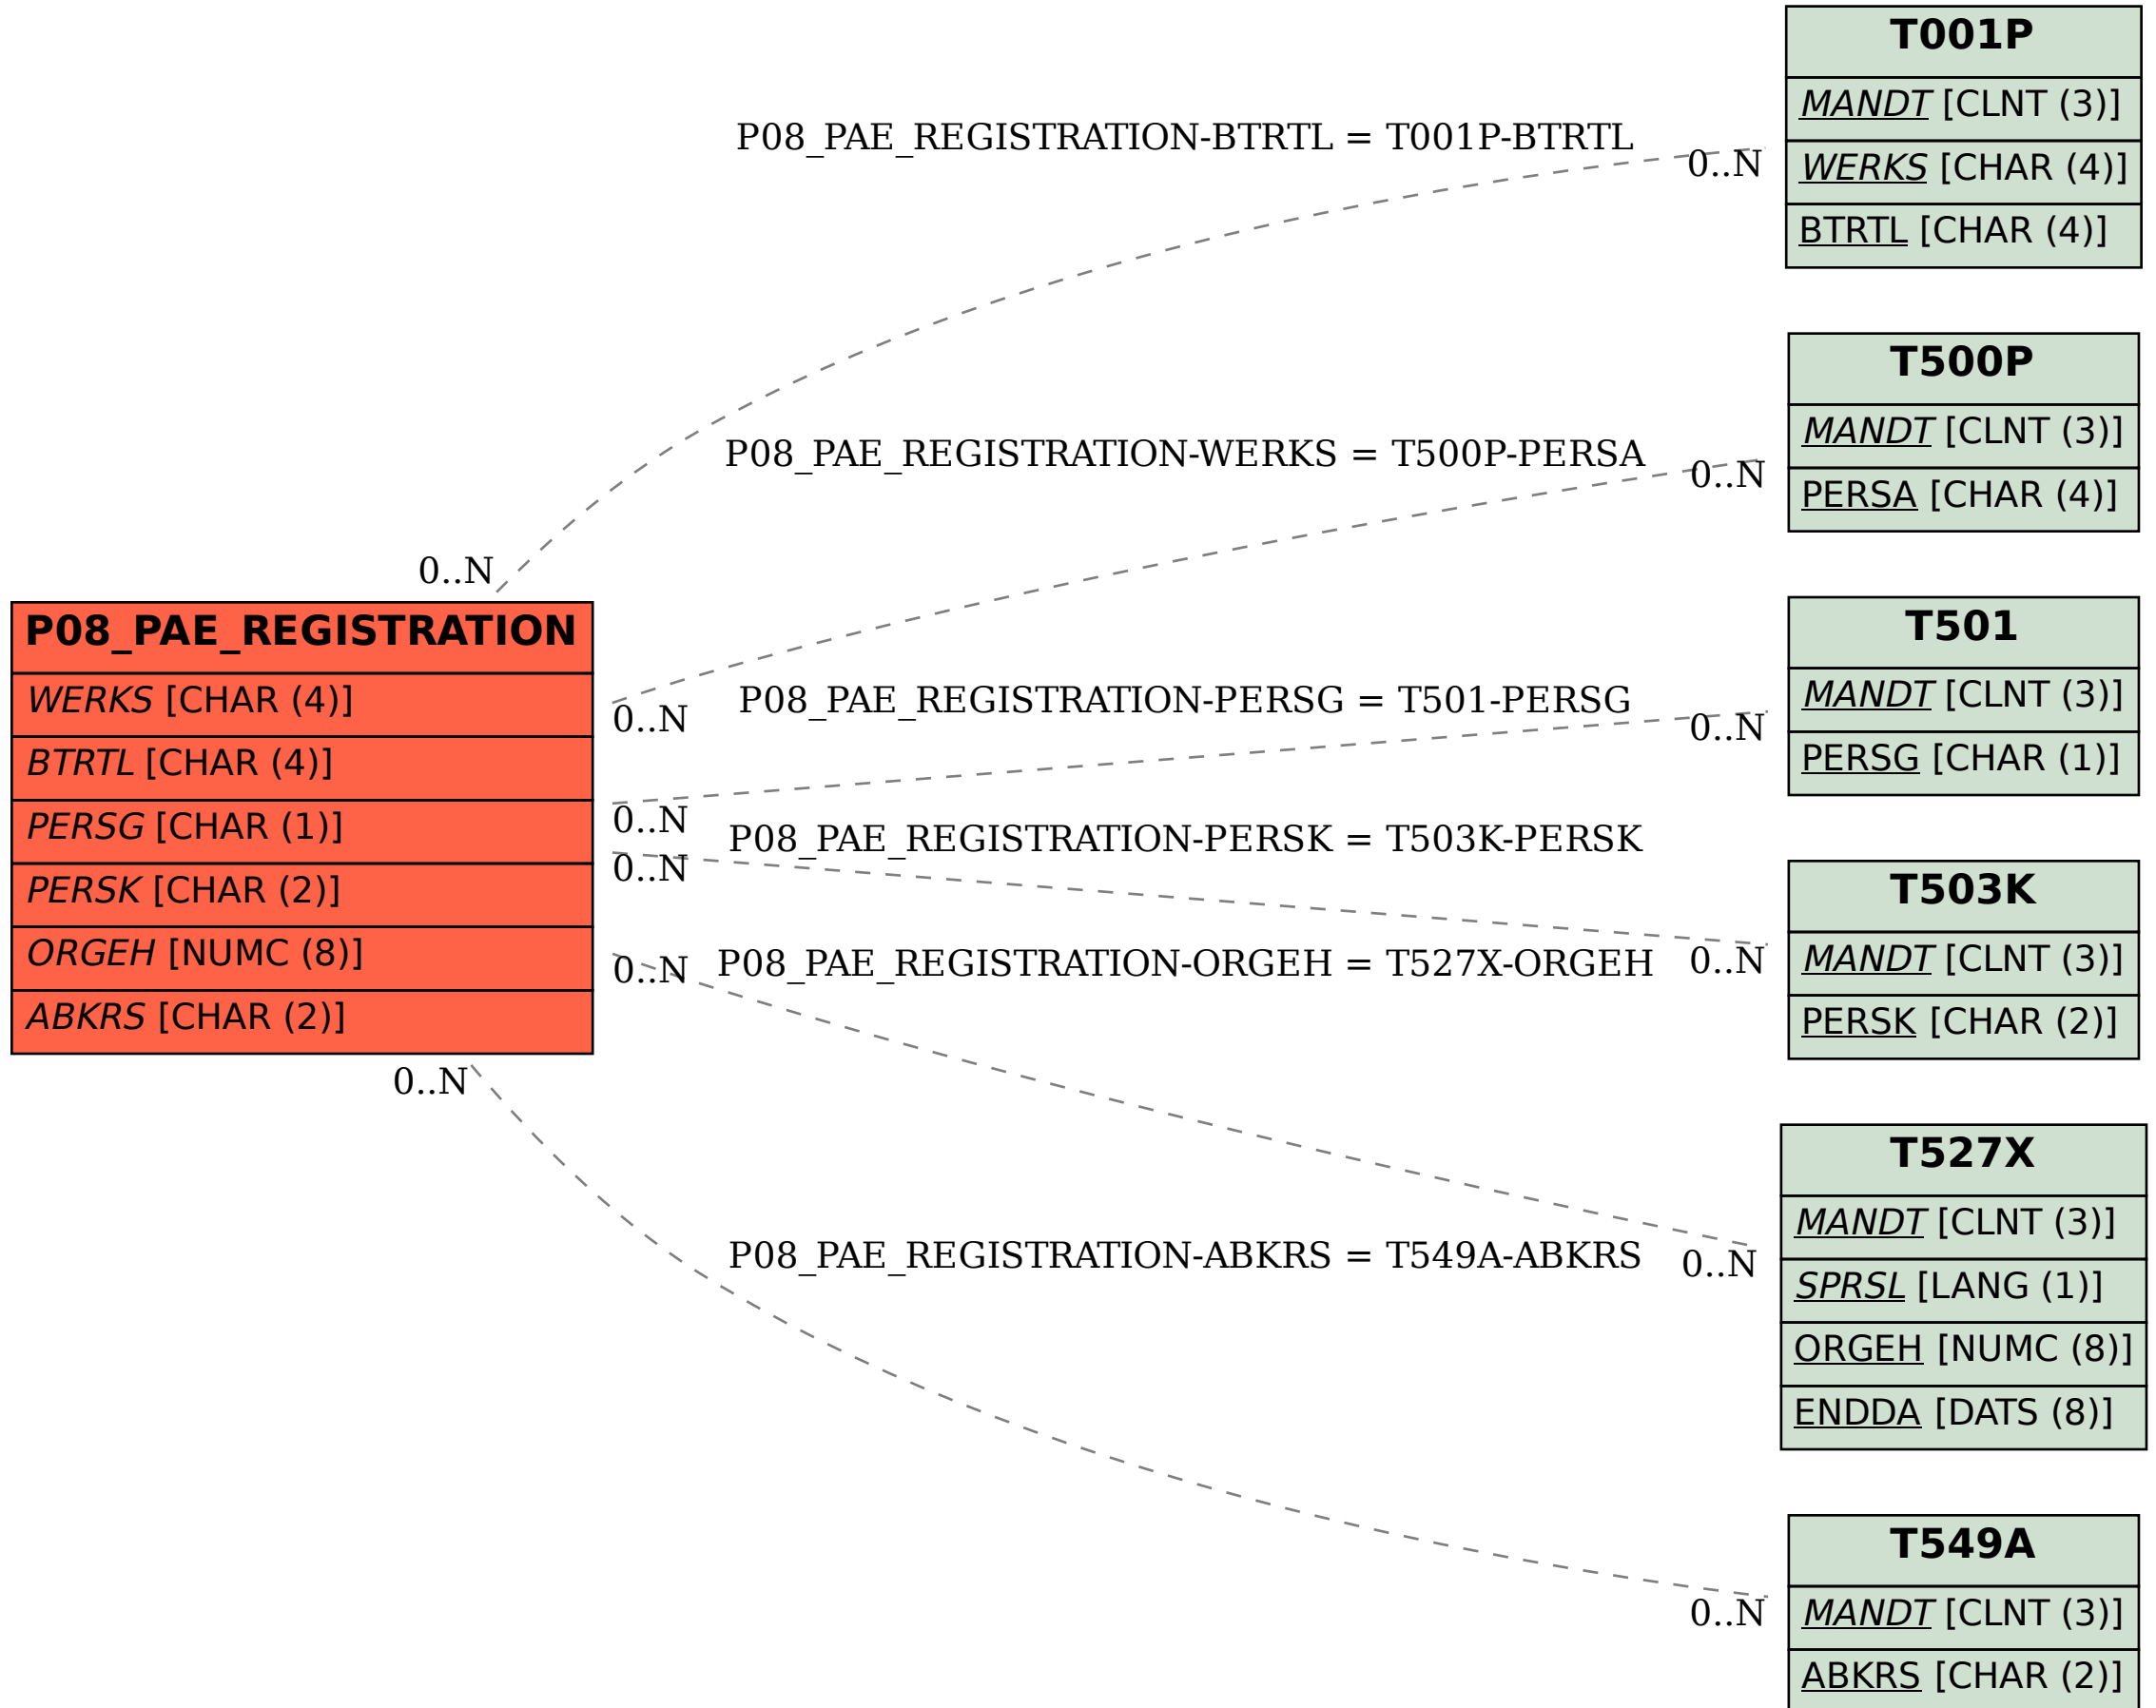 T001P
MANDT [CLNT (3)]
WERKS [CHAR (4)]
BTRTL [CHAR (4)]
P08_PAE_REGISTRATION-BTRTL = T001P-BTRTL
0..N
0..N
T500P
MANDT [CLNT (3)]
PERSA [CHAR (4)]
P08_PAE_REGISTRATION-WERKS = T500P-PERSA
0..N
0..N
P08_PAE_REGISTRATION
WERKS [CHAR (4)]
BTRTL [CHAR (4)]
PERSG [CHAR (1)]
PERSK [CHAR (2)]
ORGEH [NUMC (8)]
ABKRS [CHAR (2)]
T501
MANDT [CLNT (3)]
PERSG [CHAR (1)]
P08_PAE_REGISTRATION-PERSG = T501-PERSG
0..N
0..N
P08_PAE_REGISTRATION-PERSK = T503K-PERSK
0..N
0..N
T503K
MANDT [CLNT (3)]
PERSK [CHAR (2)]
P08_PAE_REGISTRATION-ORGEH = T527X-ORGEH
0..N
0..N
T527X
MANDT [CLNT (3)]
SPRSL [LANG (1)]
ORGEH [NUMC (8)]
ENDDA [DATS (8)]
P08_PAE_REGISTRATION-ABKRS = T549A-ABKRS
0..N
0..N
T549A
MANDT [CLNT (3)]
ABKRS [CHAR (2)]